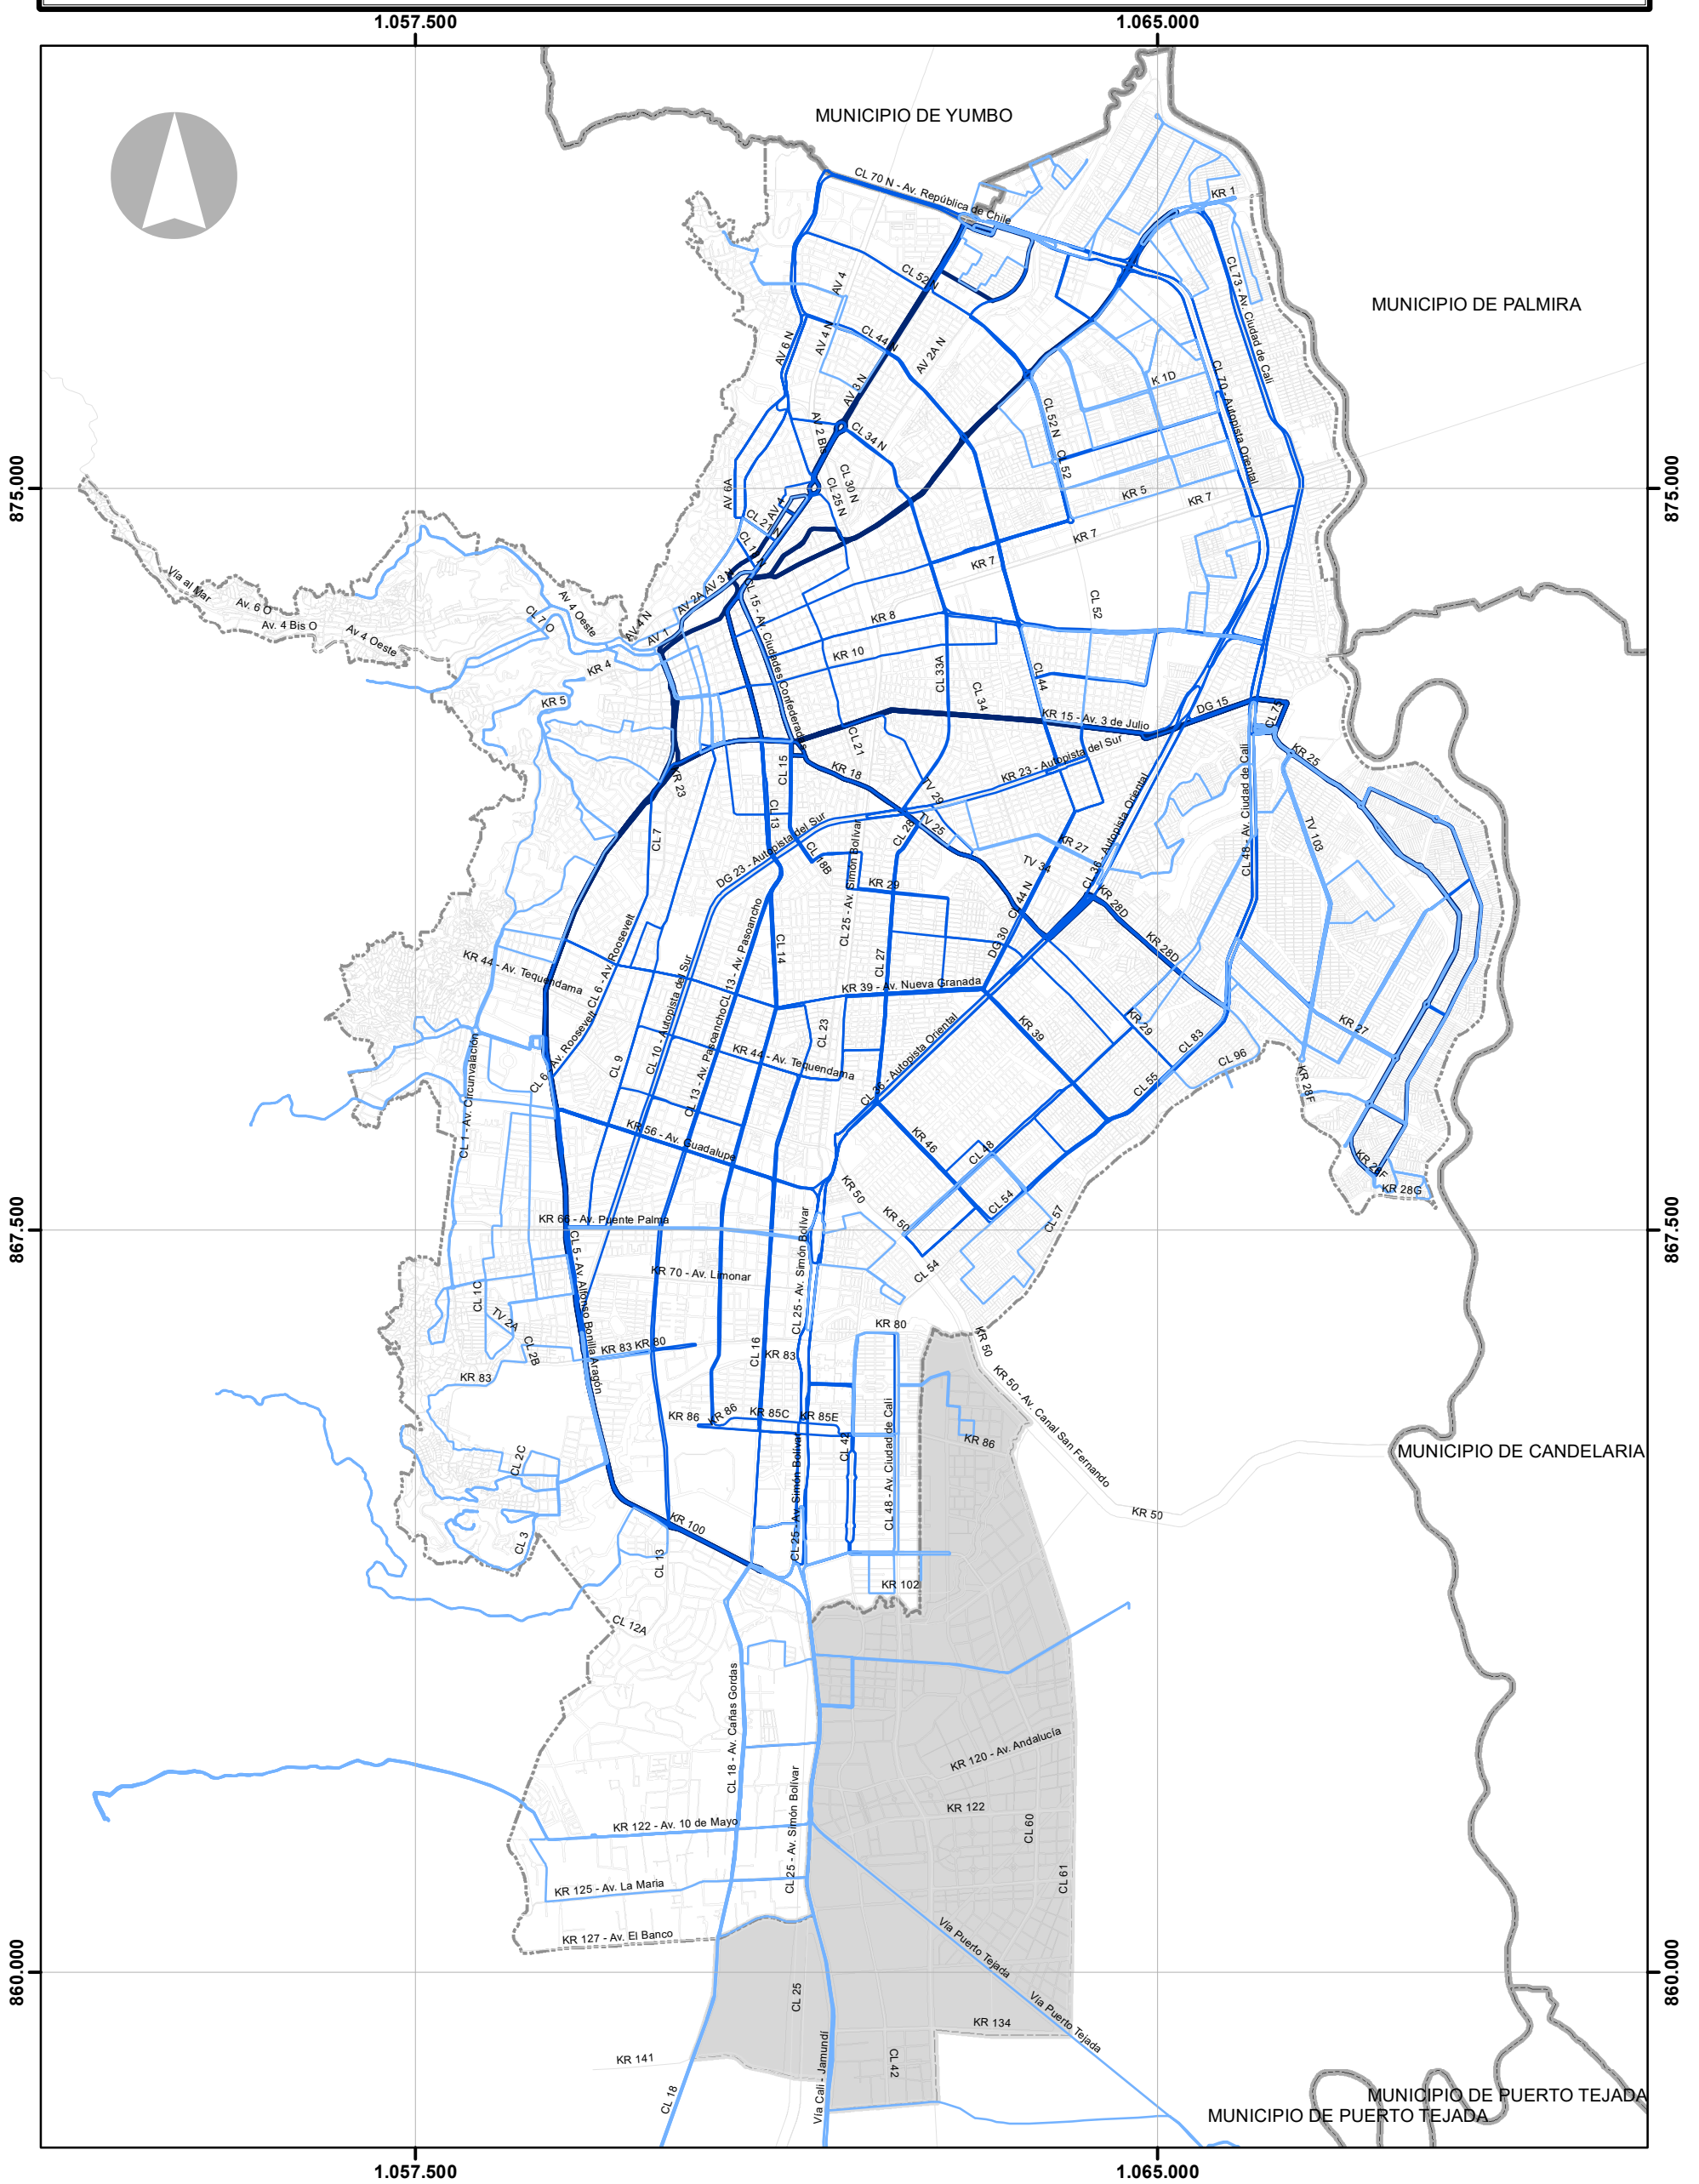 1.057.500
1.065.000
MUNICIPIO DE YUMBO
CL 70 N - Av. República de Chile
KR 1
MUNICIPIO DE PALMIRA
CL 73 - Av. Ciudad de Cali
AV 4
CL 52 N
AV 6 N
AV 4 N
CL 44 N
AV 2A N
AV 3 N
K 1D
CL 70 - Autopista Oriental
AV 2 Bis
CL 34 N
CL 52 N
CL 52
875.000
875.000
AV 6A
AV 4
CL 30 N
CL 25 N
CL 21 N
KR 5
KR 7
KR 7
KR 7
Vía al Mar
Av. 6 O
Av. 4 Bis O
Av 4 Oeste
CL 7 O
Av 4 Oeste
AV 4 N
AV 1
AV 2A
AV 3 N
CL 15 - Av. Ciudades Confederadas
KR 8
CL 52
KR 4
KR 10
CL 33A
CL 34
CL 44
KR 5
KR 15 - Av. 3 de Julio
DG 15
CL 75
CL 21
KR 23 - Autopista del Sur
KR 25
KR 23
CL 15
KR 18
TV 29
CL 48 - Av. Ciudad de Cali
CL 13
CL 7
DG 23 - Autopista del Sur
CL 18B
CL 25 - Av. Simón Bolívar
CL 28
TV 25
KR 27
CL 36 - Autopista Oriental
TV 103
KR 29
CL 44 N
KR 28D
DG 30
KR 28D
KR 44 - Av. Tequendama
CL 6 - Av. Roosevelt
CL 13 - Av. Pasoancho
CL 14
CL 27
KR 39 - Av. Nueva Granada
CL 10 - Autopista del Sur
CL 6 - Av. Roosevelt
CL 9
CL 13 - Av. Pasoancho
CL 23
KR 44 - Av. Tequendama
CL 36 - Autopista Oriental
KR 39
KR 29
CL 83
CL 96
KR 27
KR 28F
CL 55
CL 1 - Av. Circunvalación
KR 56 - Av. Guadalupe
KR 46
CL 48
KR 28F
KR 28G
KR 50
KR 50
CL 54
CL 57
867.500
867.500
KR 66 - Av. Puente Palma
CL 5 - Av. Alfonso Bonilla Aragón
KR 70 - Av. Limonar
CL 25 - Av. Simón Bolívar
CL 54
CL 1C
TV 2A
CL 2B
KR 83
KR 83
KR 80
CL 16
KR 83
KR 80
KR 50
KR 50 - Av. Canal San Fernando
KR 86
KR 86
KR 85C
KR 85E
CL 42
CL 48 - Av. Ciudad de Cali
KR 86
MUNICIPIO DE CANDELARIA
KR 50
CL 2C
CL 3
KR 100
CL 13
CL 25 - Av. Simón Bolívar
KR 102
CL 12A
CL 18 - Av. Cañas Gordas
KR 120 - Av. Andalucía
KR 122
CL 60
CL 61
KR 122 - Av. 10 de Mayo
CL 25 - Av. Simón Bolívar
KR 125 - Av. La Maria
KR 127 - Av. El Banco
Vía Puerto Tejada
860.000
860.000
CL 25
Vía Puerto Tejada
KR 134
KR 141
CL 42
Vía Cali - Jamundí
CL 18
MUNICIPIO DE PUERTO TEJADA
MUNICIPIO DE PUERTO TEJADA
1.057.500
1.065.000